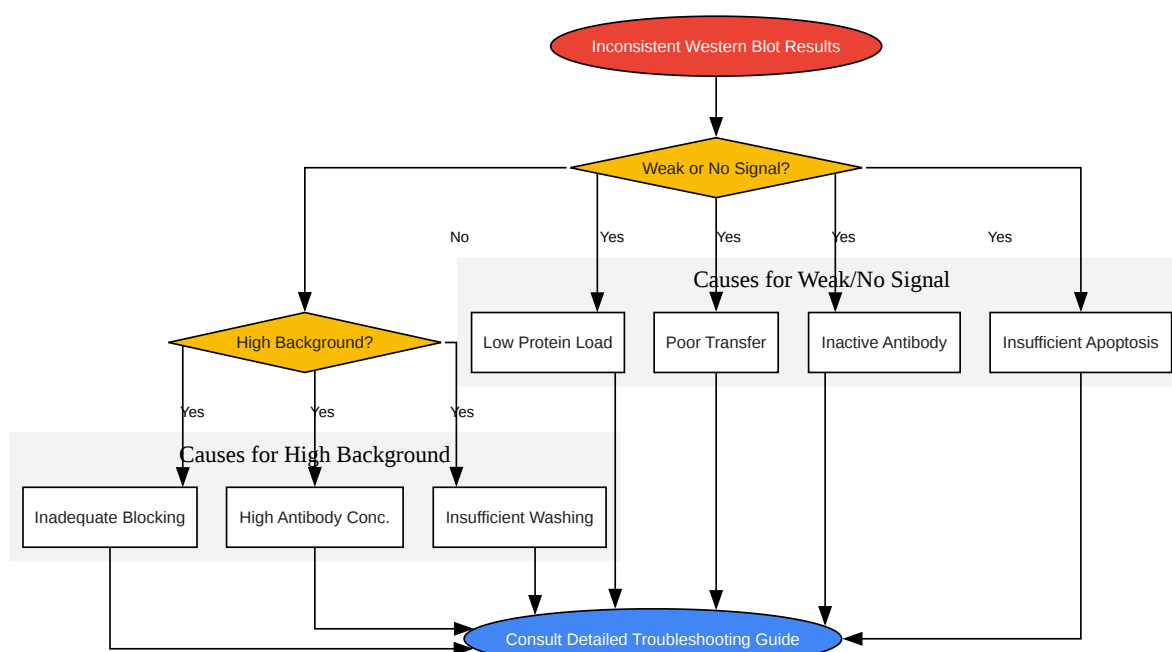 Inconsistent Western Blot Results
Weak or No Signal?
No
Yes
Yes
Yes
Yes
Causes for Weak/No Signal
High Background?
Low Protein Load
Poor Transfer
Inactive Antibody
Insufficient Apoptosis
Yes
Yes
Yes
Causes for High Background
Inadequate Blocking
High Antibody Conc.
Insufficient Washing
Consult Detailed Troubleshooting Guide